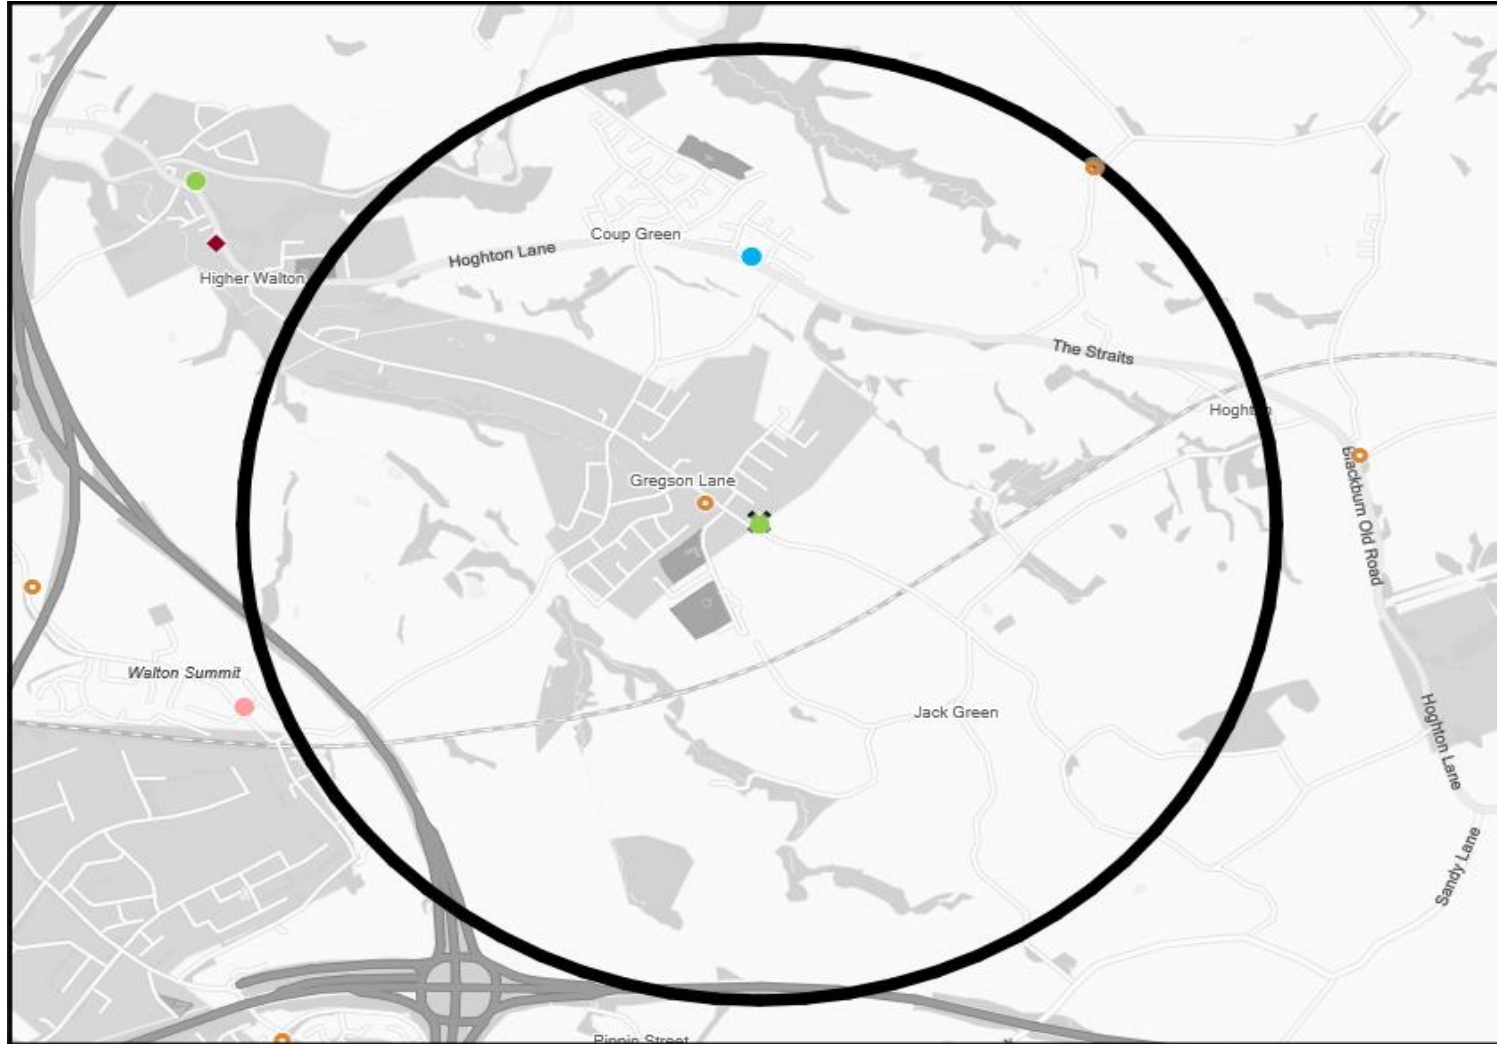 Coup Green
Hoghton Lane
Higher Walton
The Straits
Gregson Lane
Blackburn Old Road
Walton Summit
Jack Green
Hoghton Lane
Sandy Lane